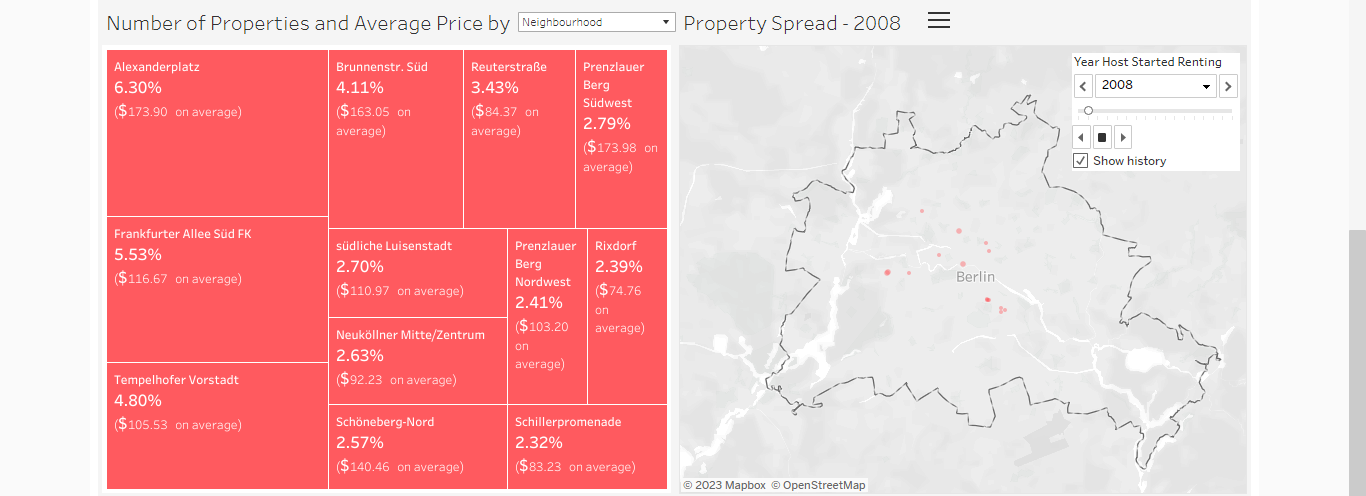 Number of Properties and Average Price by
Neighbourhood
Property Spread - 2008
Alexanderplatz
6.30%
($173.90 on average)
Frankfurter Allee Süd FK
5.53%
($116.67 on average)
Tempelhofer Vorstadt
4.80%
($105.53 on average)
Brunnenstr. Süd
4.11%
($163.05 on
average)
Reuterstraße
3.43%
($84.37 on
average)
Prenzlauer
Berg
Südwest
2.79%
($173.98 on
average)
südliche Luisenstadt
2.70%
($110.97 on average)
Neuköllner Mitte/Zentrum
2.63%
($92.23 on average)
Schöneberg-Nord
2.57%
($140.46 on average)
Prenzlauer
Berg
Nordwest
2.41%
($103.20
on
average)
Rixdorf
2.39%
($74.76
on
average)
Schillerpromenade
2.32%
($83.23 on average)
Year Host Started Renting
2008
Show history
Berlin
© 2023 Mapbox © OpenStreetMap